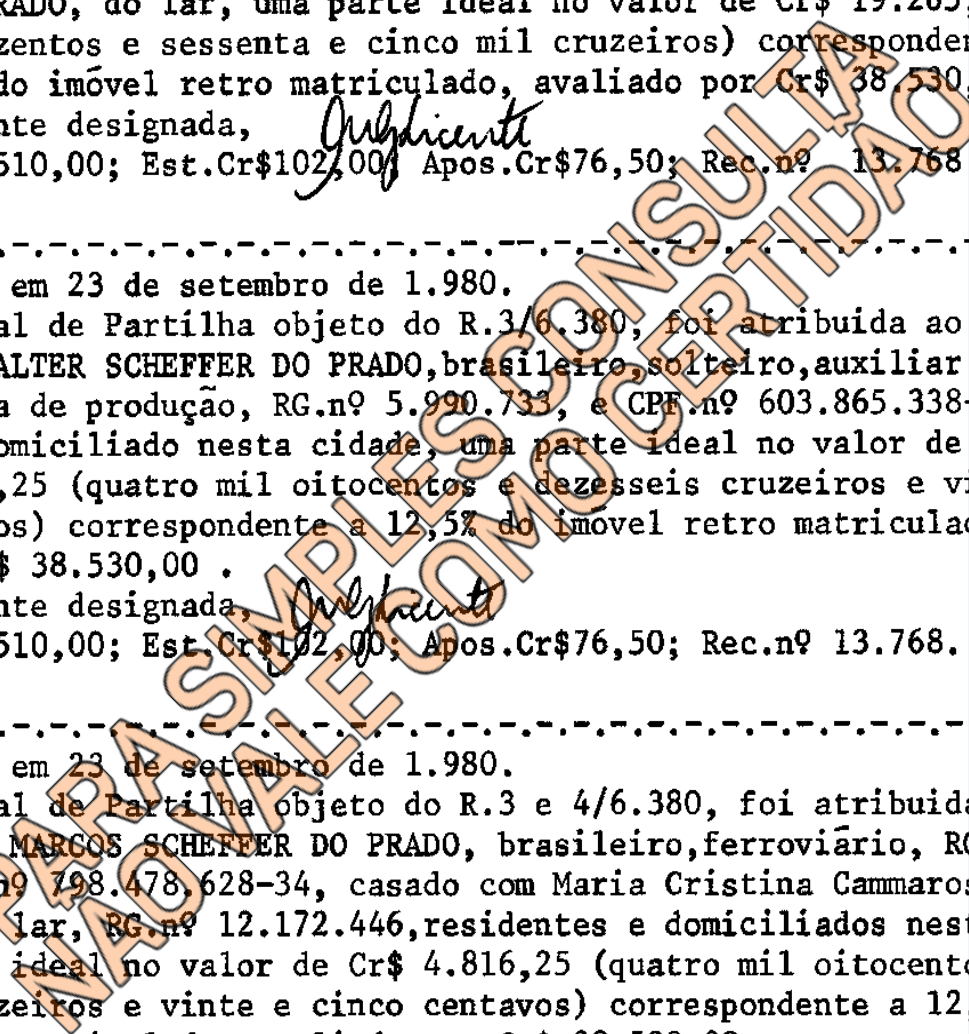 RADO, do lar, uma parte ideal no valor de Cr$ 19.265,
zentos e sessenta e cinco mil cruzeiros) corresponden
do imóvel retro matriculado, avaliado por Cr$ 38.530,
nte designada,
510,00; Est.Cr$102,00; Apos.Cr$76,50; Rec.nº 13.768
em 23 de setembro de 1.980.
al de Partilha objeto do R.3/6.380, foi atribuida ao
ALTER SCHEFFER DO PRADO,brasileiro,solteiro,auxiliar
a de produção, RG.nº 5.990.733, e CPF.nº 603.865.338-
omiciliado nesta cidade, uma parte ideal no valor de
,25 (quatro mil oitocentos e dezesseis cruzeiros e vi
os) correspondente a 12,5% do imóvel retro matriculad
$ 38.530,00 .
nte designada,
510,00; Est.Cr$102,00; Apos.Cr$76,50; Rec.nº 13.768.
em 23 de setembro de 1.980.
al de Partilha objeto do R.3 e 4/6.380, foi atribuida
MARCOS SCHEFFER DO PRADO, brasileiro,ferroviário, RG
nº 798.478.628-34, casado com Maria Cristina Cammaros
lar, RG.nº 12.172.446,residentes e domiciliados nest
ideal no valor de Cr$ 4.816,25 (quatro mil oitocento
zeiros e vinte e cinco centavos) correspondente a 12,
PARA SIMPLES CONSULTA
NÃO VALE COMO CERTIDÃO